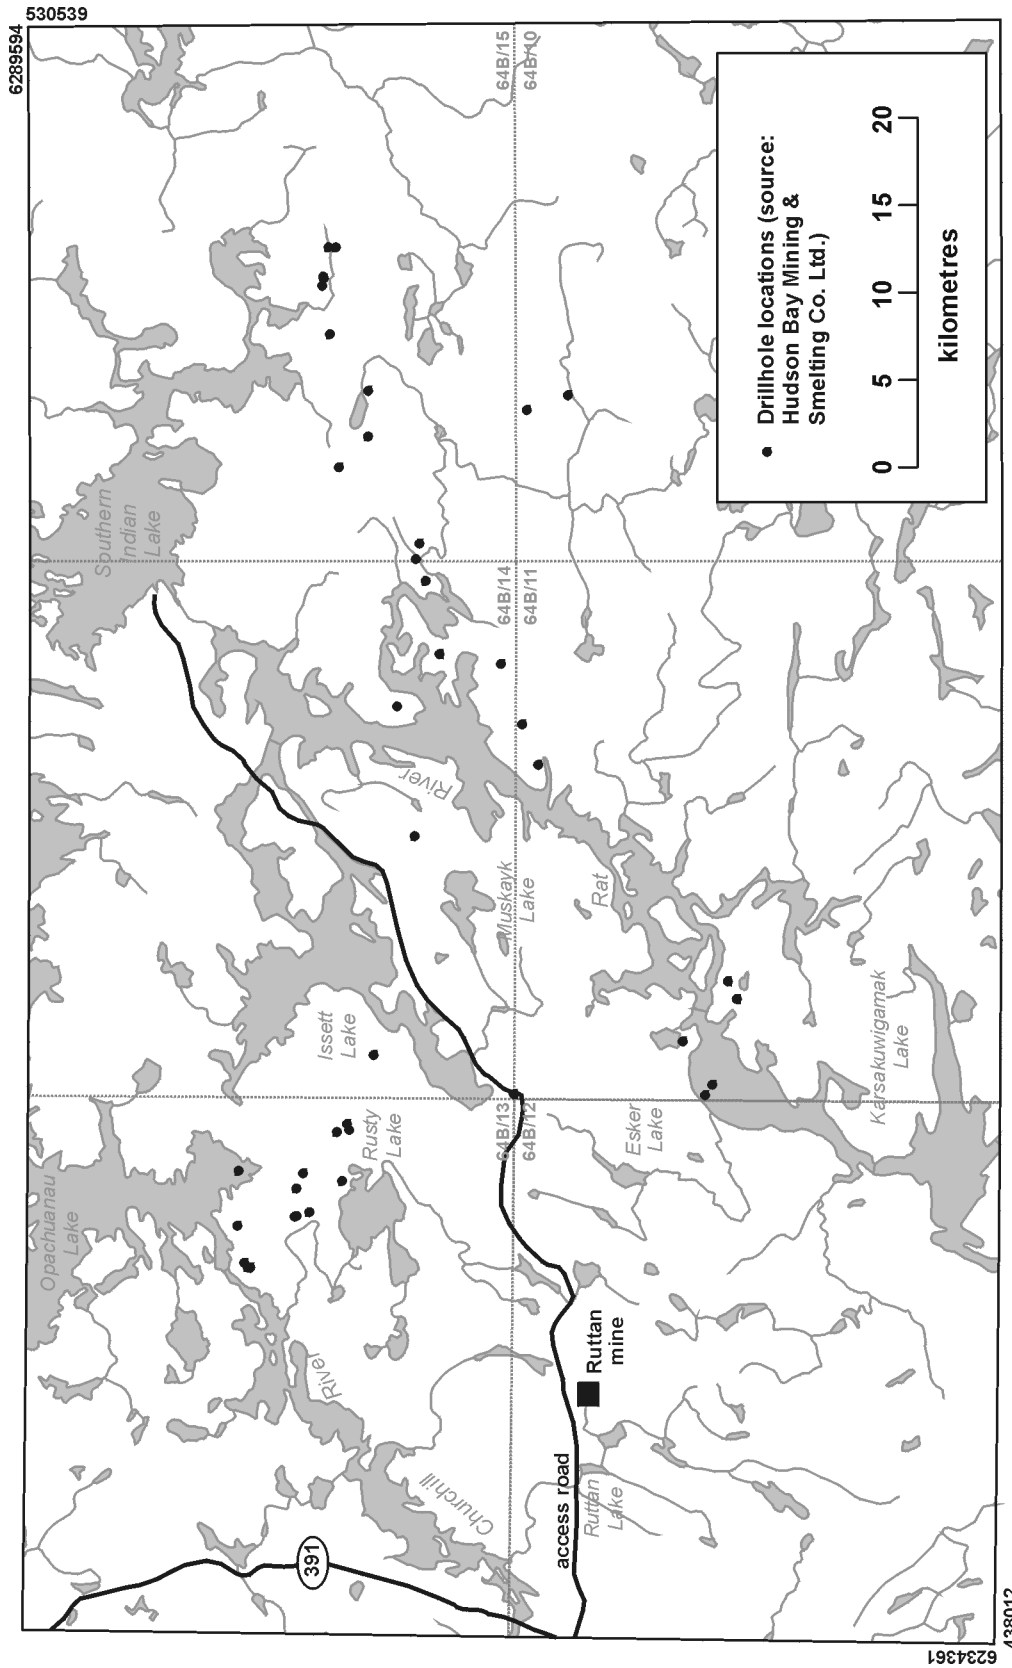 530539
6289594
64B/15
64B/10
Southern
Indian
Lake
64B/14
64B/11
River
Muskayk
Lake
Rat
Issett
Lake
Karsakuwigamak
Lake
64B/13
64B/12
Esker
Lake
Rusty
Lake
Opachuanau
Lake
River
Churchill
Ruttan
mine
access road
Ruttan
Lake
391
438012
6234361
Drillhole locations (source:
Hudson Bay Mining &
Smelting Co. Ltd.)
0 5 10 15 20
kilometres